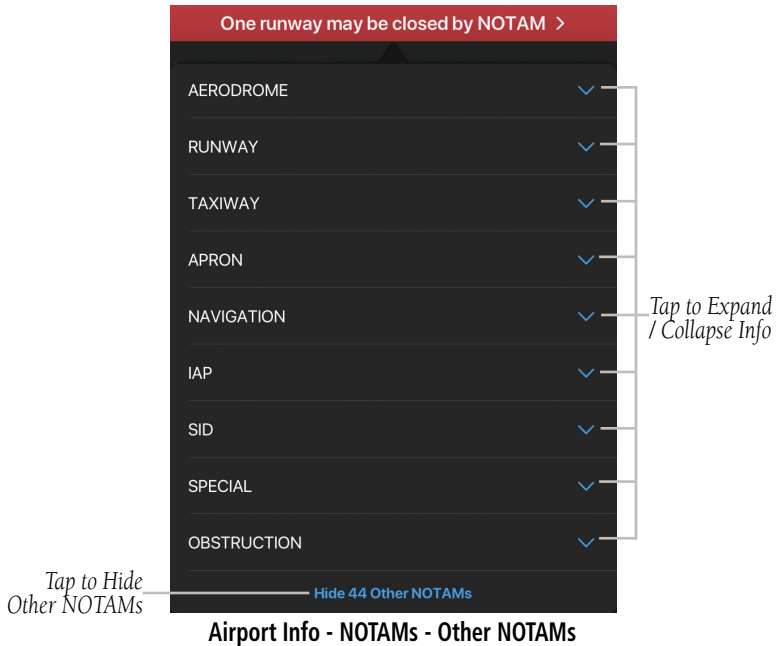 One runway may be closed by NOTAM >
AERODROME
RUNWAY
TAXIWAY
APRON
NAVIGATION
IAP
SID
SPECIAL
OBSTRUCTION
Tap to Expand
/ Collapse Info
Tap to Hide
Other NOTAMs
Hide 44 Other NOTAMs
Airport Info - NOTAMs - Other NOTAMs